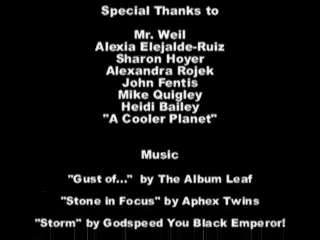 Special Thanks to
Mr. Weil
Alexia Elejalde-Ruiz
Sharon Hoyer
Alexandra Rojek
John Fentis
Mike Quigley
Heidi Bailey
"A Cooler Planet"
Music
"Gust of..." by The Album Leaf
"Stone in Focus" by Aphex Twins
"Storm" by Godspeed You Black Emperor!